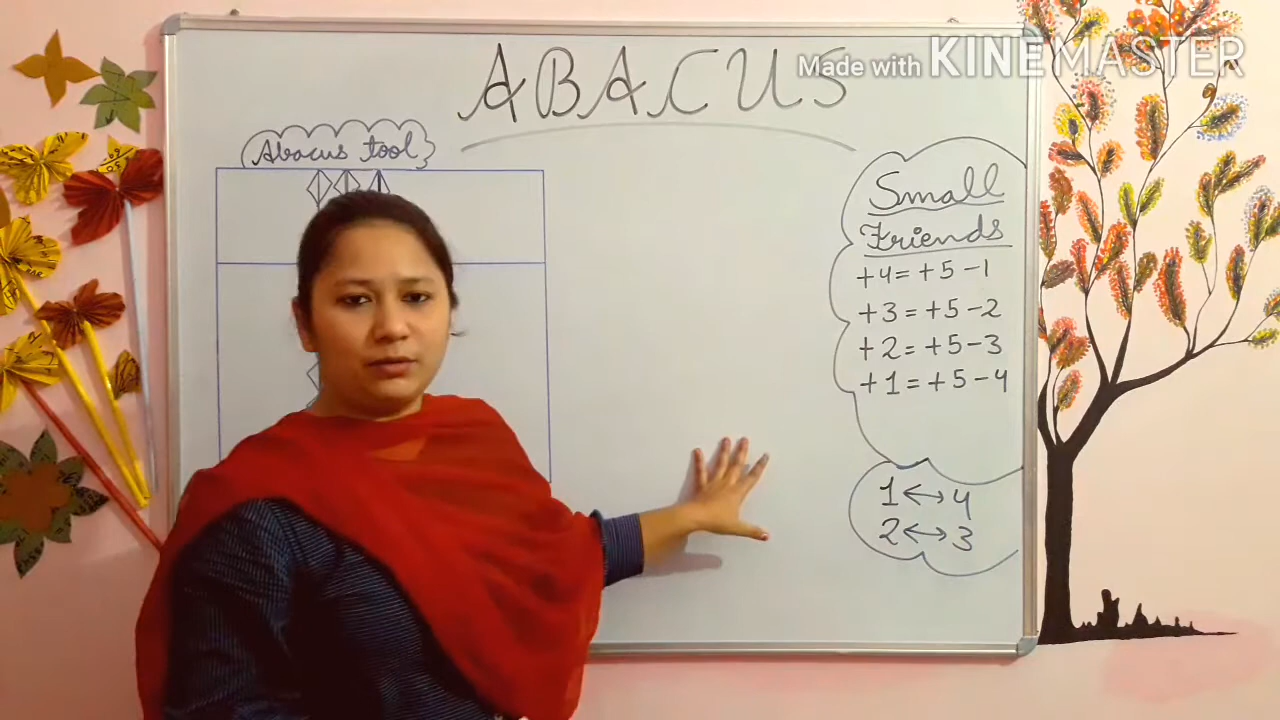 ABACUS
Made with KINEMASTER
Abacus tool
Small
Friends
+4=+5-1
+3=+5-2
+2=+5-3
+1=+5-4
1↔4
2↔3